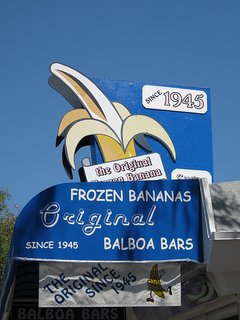 SINCE 1945
the Original
Frozen Banana
FROZEN BANANAS
Original
SINCE 1945
BALBOA BARS
THE ORIGINAL
SINCE 1945
BALBOA BARS